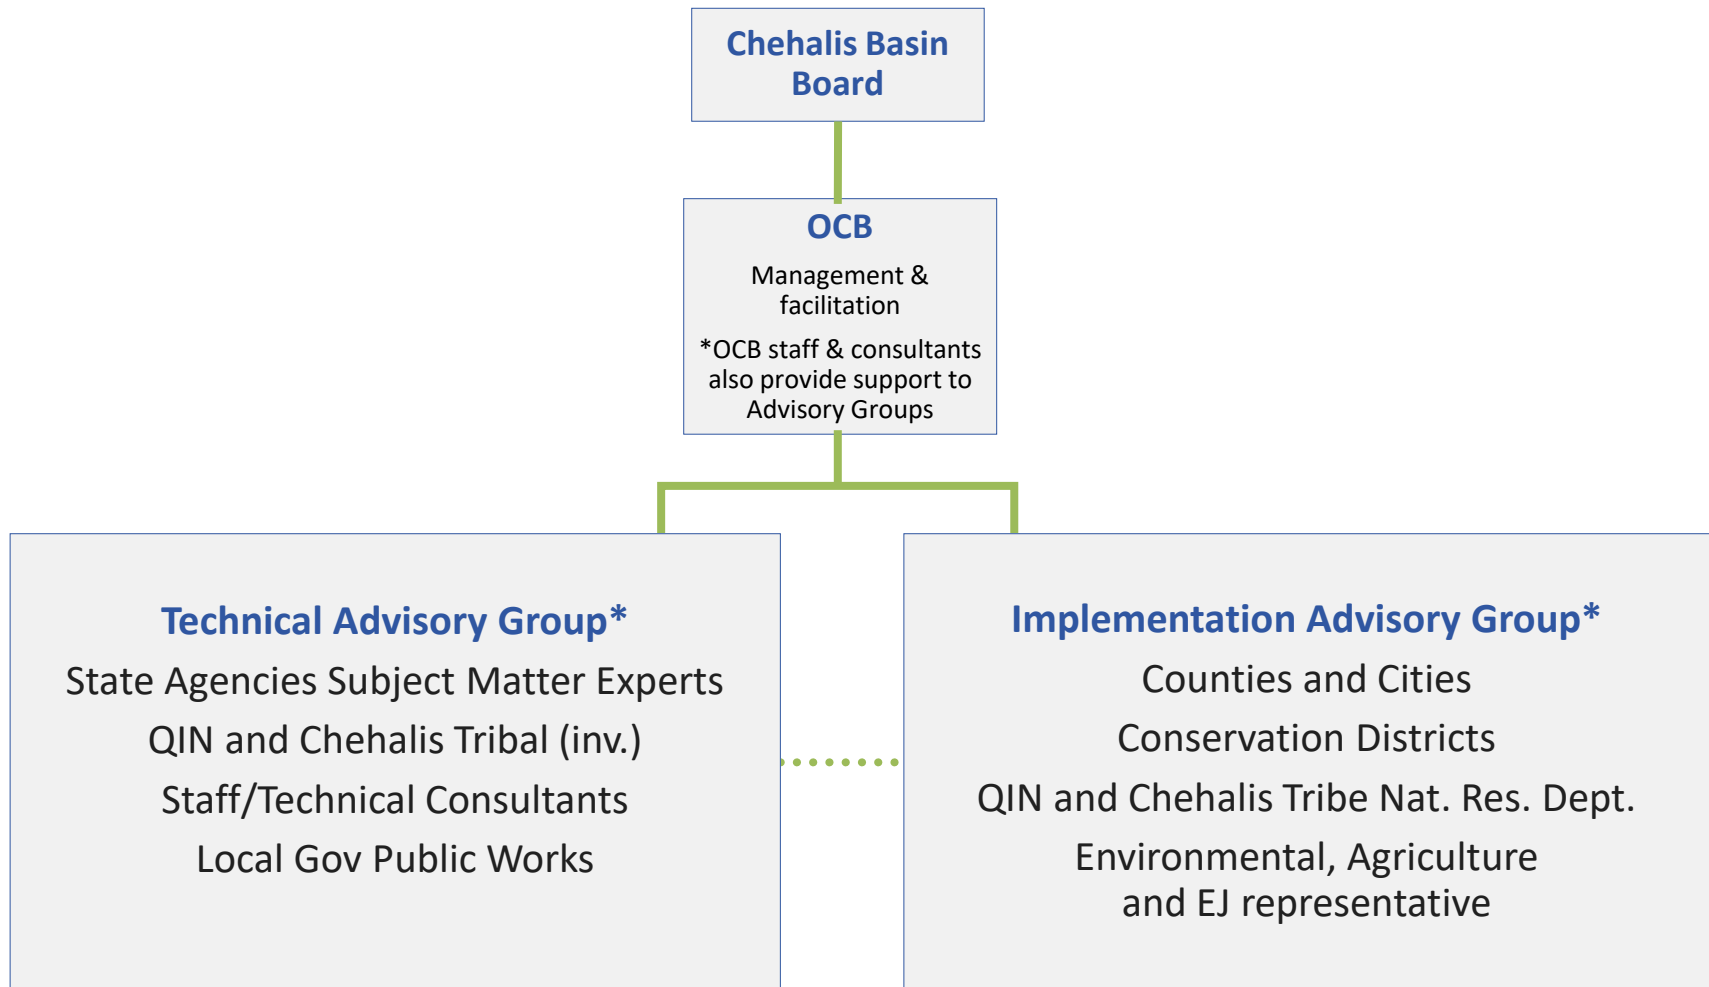 Chehalis Basin
Board
OCB
Management &
facilitation
*OCB staff & consultants
also provide support to
Advisory Groups
Technical Advisory Group*
State Agencies Subject Matter Experts
QIN and Chehalis Tribal (inv.)
Staff/Technical Consultants
Local Gov Public Works
Implementation Advisory Group*
Counties and Cities
Conservation Districts
QIN and Chehalis Tribe Nat. Res. Dept.
Environmental, Agriculture
and EJ representative